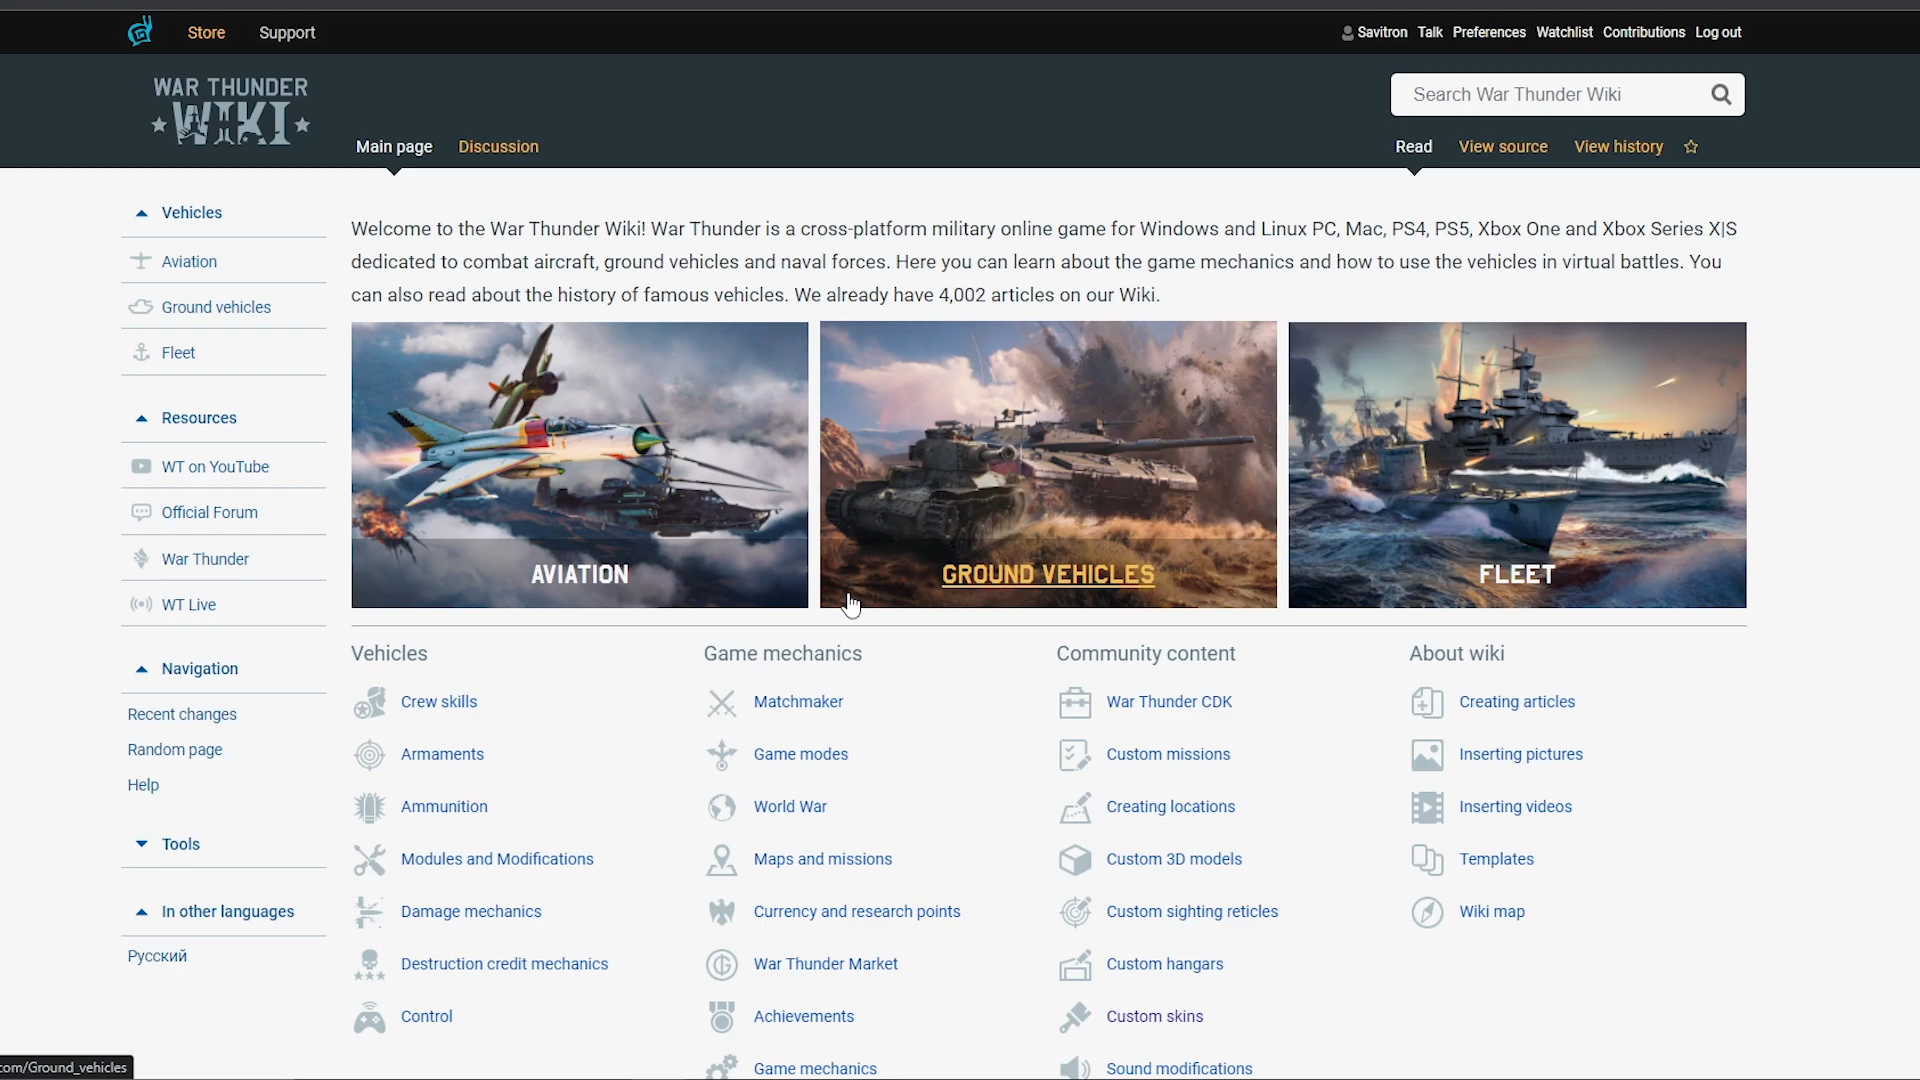 Store
Support
Savitron Talk Preferences Watchlist Contributions Log out
WAR THUNDER
WIKI
Search War Thunder Wiki
Main page
Discussion
Read
View source
View history
Vehicles
Aviation
Ground vehicles
Fleet
Resources
WT on YouTube
Official Forum
War Thunder
WT Live
Navigation
Recent changes
Random page
Help
Tools
In other languages
Русский
Welcome to the War Thunder Wiki! War Thunder is a cross-platform military online game for Windows and Linux PC, Mac, PS4, PS5, Xbox One and Xbox Series X|S
dedicated to combat aircraft, ground vehicles and naval forces. Here you can learn about the game mechanics and how to use the vehicles in virtual battles. You
can also read about the history of famous vehicles. We already have 4,002 articles on our Wiki.
AVIATION
GROUND VEHICLES
FLEET
Vehicles
Crew skills
Armaments
Ammunition
Modules and Modifications
Damage mechanics
Destruction credit mechanics
Control
Game mechanics
Matchmaker
Game modes
World War
Maps and missions
Currency and research points
War Thunder Market
Achievements
Game mechanics
Community content
War Thunder CDK
Custom missions
Creating locations
Custom 3D models
Custom sighting reticles
Custom hangars
Custom skins
Sound modifications
About wiki
Creating articles
Inserting pictures
Inserting videos
Templates
Wiki map
com/Ground_vehicles